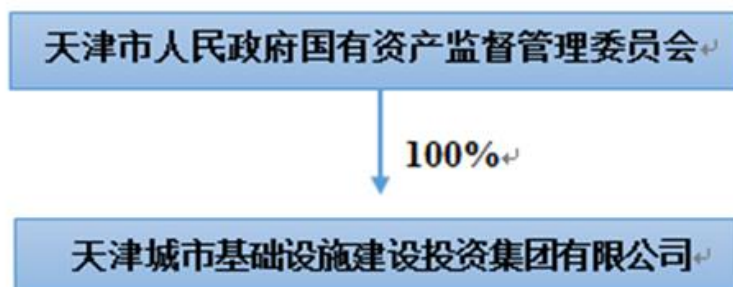 天津市人民政府国有资产监督管理委员会
100%
天津城市基础设施建设投资集团有限公司